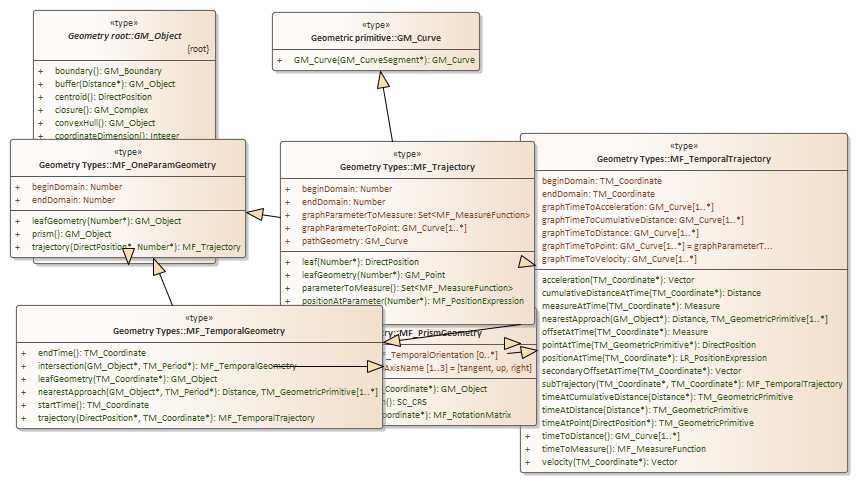 «type»
Geometry root::GM_Object
{root}
+ boundary(): GM_Boundary
+ buffer(Distance*): GM_Object
+ centroid(): DirectPosition
+ closure(): GM_Complex
+ convexHull(): GM_Object
+ coordinateDimension(): Integer
«type»
Geometric primitive::GM_Curve
+ GM_Curve(GM_CurveSegment*): GM_Curve
«type»
Geometry Types::MF_OneParamGeometry
+ beginDomain: Number
+ endDomain: Number
+ leafGeometry(Number*): GM_Object
+ prism(): GM_Object
+ trajectory(DirectPosition*, Number*): MF_Trajectory
«type»
Geometry Types::MF_Trajectory
+ beginDomain: Number
+ endDomain: Number
+ graphParameterToMeasure: Set<MF_MeasureFunction>
+ graphParameterToPoint: GM_Curve[1..*]
+ pathGeometry: GM_Curve
+ leaf(Number*): DirectPosition
+ leafGeometry(Number*): GM_Point
+ parameterToMeasure(): Set<MF_MeasureFunction>
+ positionAtParameter(Number*): MF_PositionExpression
«type»
Geometry Types::MF_TemporalTrajectory
beginDomain: TM_Coordinate
endDomain: TM_Coordinate
graphTimeToAcceleration: GM_Curve [1..*]
graphTimeToCumulativeDistance: GM_Curve [1..*]
graphTimeToDistance: GM_Curve [1..*]
graphTimeToPoint: GM_Curve [1..*] = graphParameterT...
graphTimeToVelocity: GM_Curve [1..*]
acceleration(TM_Coordinate*): Vector
cumulativeDistanceAtTime(TM_Coordinate*): Distance
measureAtTime(TM_Coordinate*): Measure
nearestApproach(GM_Object*): Distance, TM_GeometricPrimitive[1..*]
offsetAtTime(TM_Coordinate*): Measure
pointAtTime(TM_GeometricPrimitive*): DirectPosition
positionAtTime(TM_Coordinate*): LR_PositionExpression
secondaryOffsetAtTime(TM_Coordinate*): Vector
subTrajectory(TM_Coordinate*, TM_Coordinate*): MF_TemporalTrajectory
timeAtCumulativeDistance(Distance*): TM_GeometricPrimitive
timeAtDistance(Distance*): TM_GeometricPrimitive
timeAtPoint(DirectPosition*): TM_GeometricPrimitive
+ timeToDistance(): GM_Curve[1..*]
+ timeToMeasure(): MF_MeasureFunction
+ velocity(TM_Coordinate*): Vector
«type»
Geometry Types::MF_TemporalGeometry
+ endTime(): TM_Coordinate
+ intersection(GM_Object*, TM_Period*): MF_TemporalGeometry
+ leafGeometry(TM_Coordinate*): GM_Object
+ nearestApproach(GM_Object*, TM_Period*): Distance, TM_GeometricPrimitive[1..*]
+ startTime(): TM_Coordinate
+ trajectory(DirectPosition*, TM_Coordinate*): MF_TemporalTrajectory
::MF_PrismGeometry
_TemporalOrientation [0..*]
AxisName [1..3] = [tangent, up, right]
oordinate*): GM_Object
(): SC_CRS
oordinate*): MF_RotationMatrix